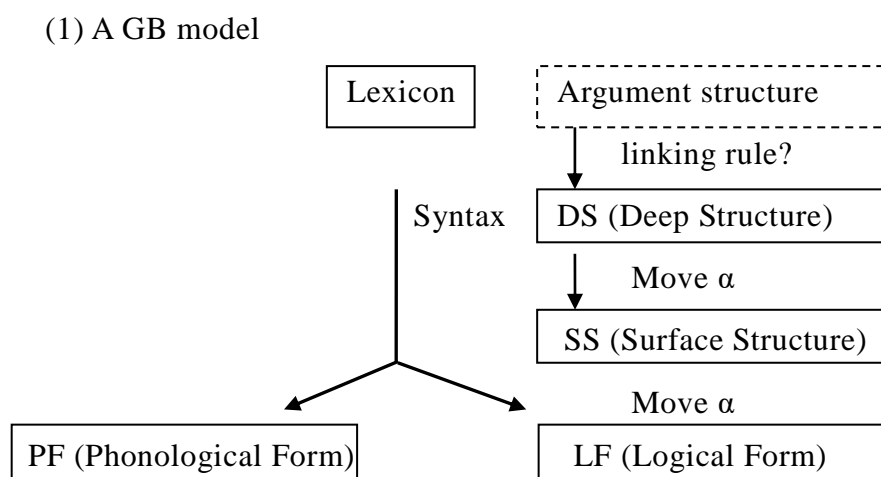 (1) A GB model
Lexicon Argument structure
linking rule?
Syntax DS (Deep Structure)
Move α
SS (Surface Structure)
Move α
PF (Phonological Form) LF (Logical Form)